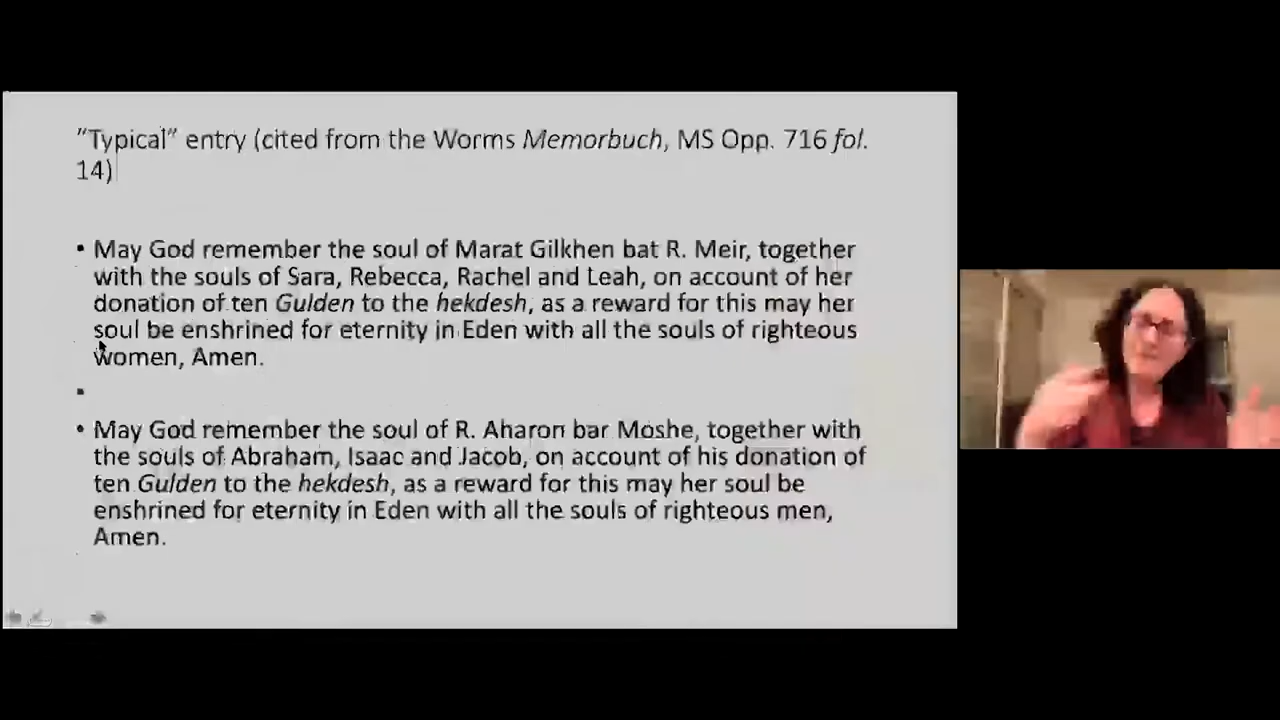 "Typical" entry (cited from the Worms Memorbuch, MS Opp. 716 fol.
14)
• May God remember the soul of Marat Gilkhen bat R. Meir, together
with the souls of Sara, Rebecca, Rachel and Leah, on account of her
donation of ten Gulden to the hekdesh, as a reward for this may her
soul be enshrined for eternity in Eden with all the souls of righteous
women, Amen.
•
• May God remember the soul of R. Aharon bar Moshe, together with
the souls of Abraham, Isaac and Jacob, on account of his donation of
ten Gulden to the hekdesh, as a reward for this may her soul be
enshrined for eternity in Eden with all the souls of righteous men,
Amen.